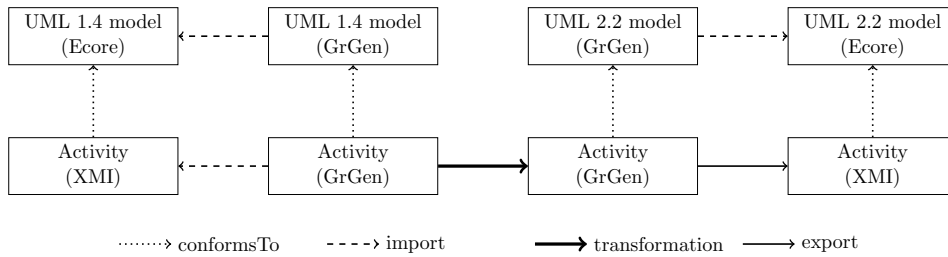 UML 1.4 model
(Ecore)
UML 1.4 model
(GrGen)
UML 2.2 model
(GrGen)
UML 2.2 model
(Ecore)
Activity
(XMI)
Activity
(GrGen)
Activity
(GrGen)
Activity
(XMI)
conformsTo
import
transformation
export